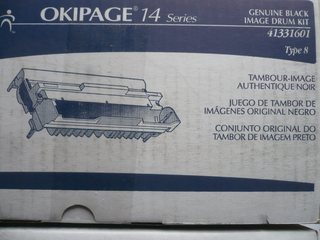 OKIPAGE® 14 Series
GENUINE BLACK
IMAGE DRUM KIT
41331601
Type 8
TAMBOUR-IMAGE
AUTHENTIQUE NOIR
JUEGO DE TAMBOR DE
IMÁGENES ORIGINAL NEGRO
CONJUNTO ORIGINAL DO
TAMBOR DE IMAGEM PRETO